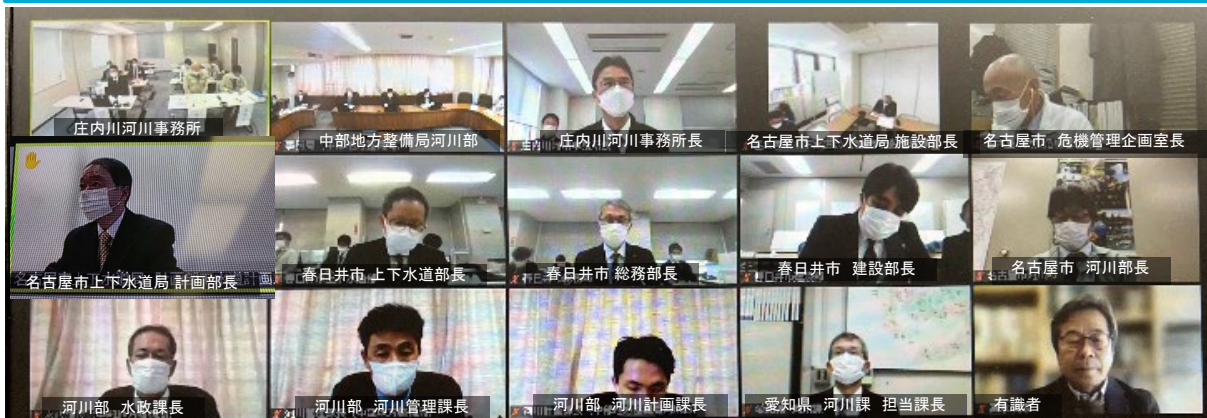 庄内川河川事務所
中部地方整備局河川部
庄内川河川事務所長
名古屋市上下水道局 施設部長
名古屋市 危機管理企画室長
名古屋市上下水道局 計画部長
春日井市 上下水道部長
春日井市 総務部長
春日井市 建設部長
名古屋市 河川部長
河川部 水政課長
河川部 河川管理課長
河川部 河川計画課長
愛知県 河川課 担当課長
有識者